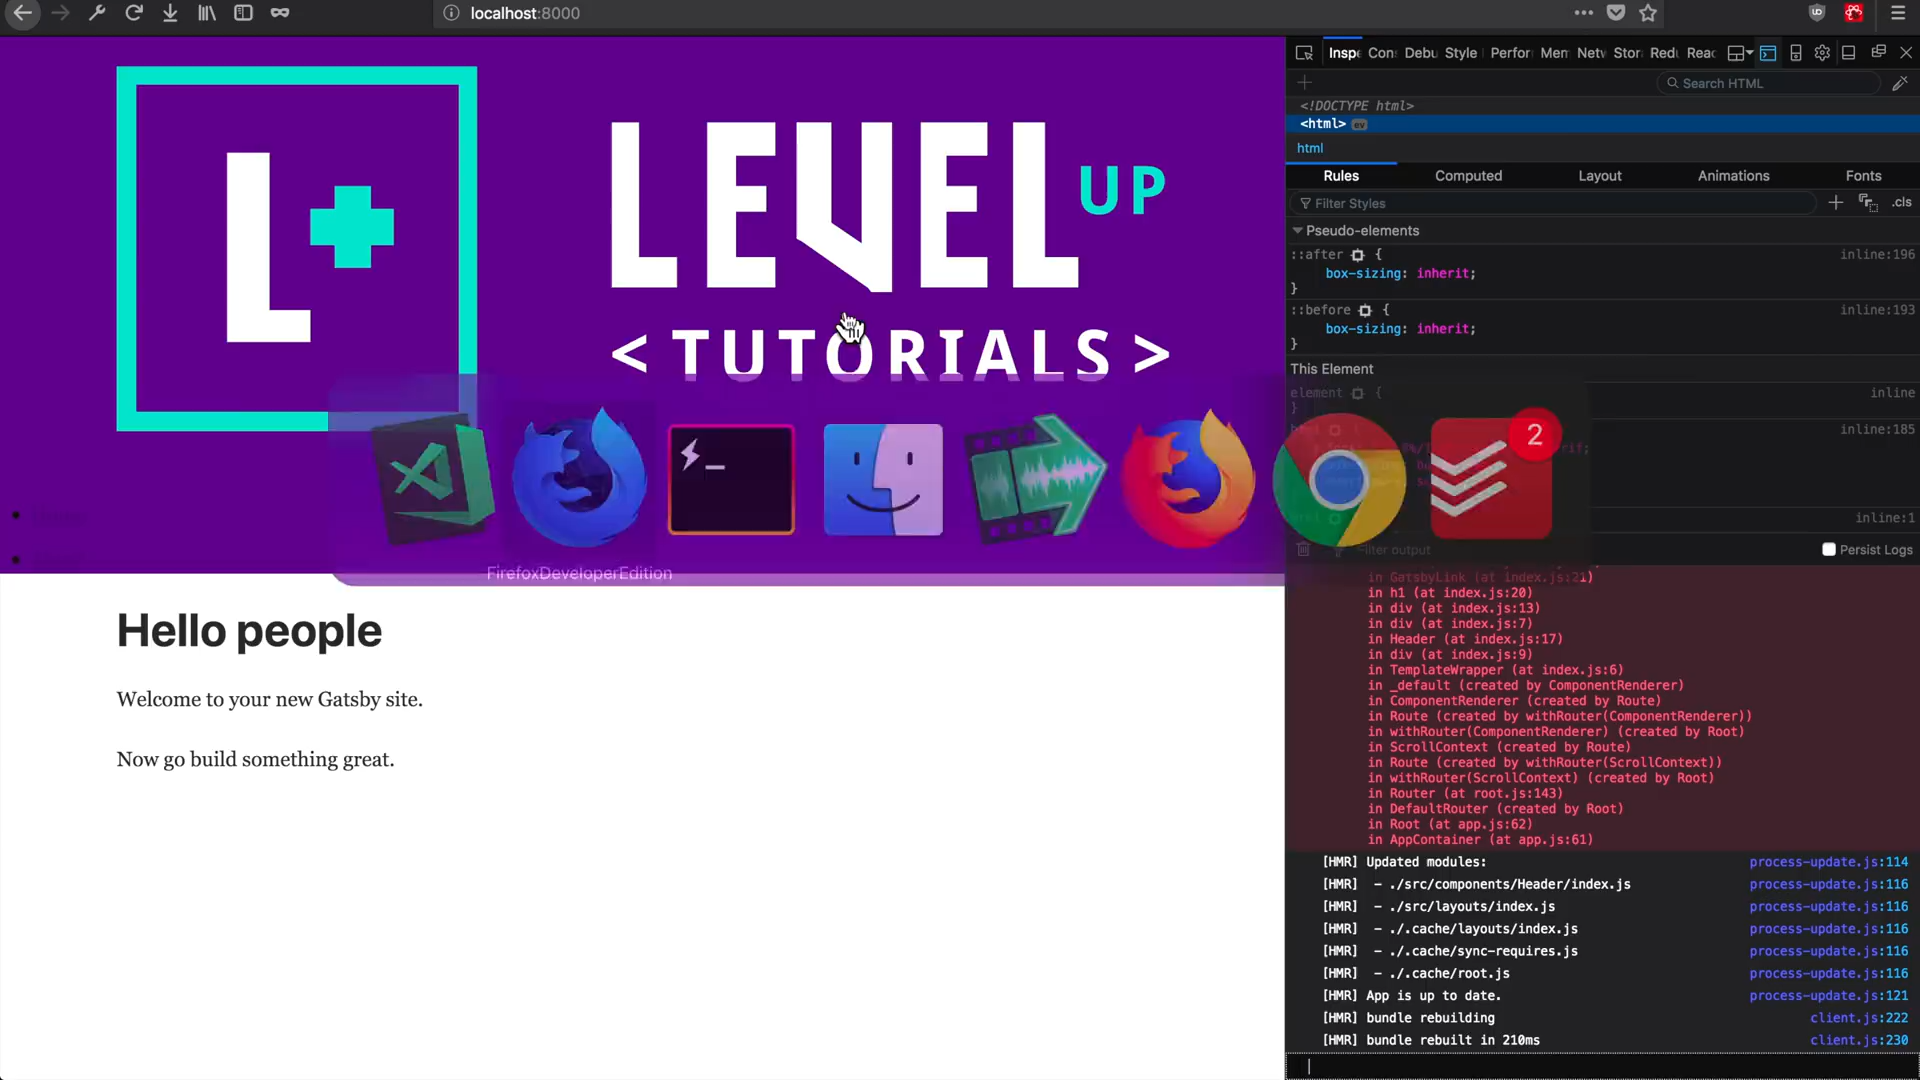 localhost:8000
L
LEVEL UP
<TUTORIALS>
FirefoxDeveloperEdition
2
Hello people
Welcome to your new Gatsby site.
Now go build something great.
Inspe Con Debu Style Perfor Mem Netv Stor Redu Reac
Search HTML
<!DOCTYPE html>
<html> ev
html
Rules Computed Layout Animations Fonts
Filter Styles + .cls
Pseudo-elements
::after { inline:196
box-sizing: inherit;
}
::before { inline:193
box-sizing: inherit;
}
This Element
element { inline
}
inline:185
inline:1
Filter output Persist Logs
in GatsbyLink (at index.js:21)
in h1 (at index.js:20)
in div (at index.js:13)
in div (at index.js:7)
in Header (at index.js:17)
in div (at index.js:9)
in TemplateWrapper (at index.js:6)
in _default (created by ComponentRenderer)
in ComponentRenderer (created by Route)
in Route (created by withRouter(ComponentRenderer))
in withRouter(ComponentRenderer) (created by Root)
in ScrollContext (created by Route)
in Route (created by withRouter(ScrollContext))
in withRouter(ScrollContext) (created by Root)
in Router (at root.js:143)
in DefaultRouter (created by Root)
in Root (at app.js:62)
in AppContainer (at app.js:61)
[HMR] Updated modules: process-update.js:114
[HMR] - ./src/components/Header/index.js process-update.js:116
[HMR] - ./src/layouts/index.js process-update.js:116
[HMR] - ./.cache/layouts/index.js process-update.js:116
[HMR] - ./.cache/sync-requires.js process-update.js:116
[HMR] - ./.cache/root.js process-update.js:116
[HMR] App is up to date. process-update.js:121
[HMR] bundle rebuilding client.js:222
[HMR] bundle rebuilt in 210ms client.js:230